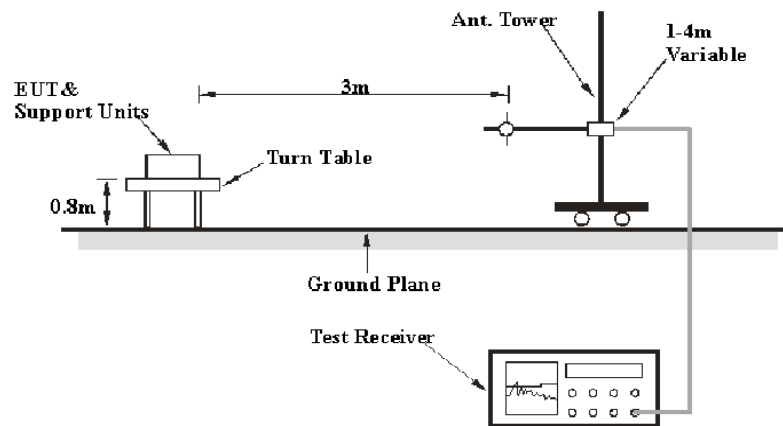 Ant. Tower
1-4m
Variable
EUT&
Support Units
3m
Turn Table
0.8m
Ground Plane
Test Receiver